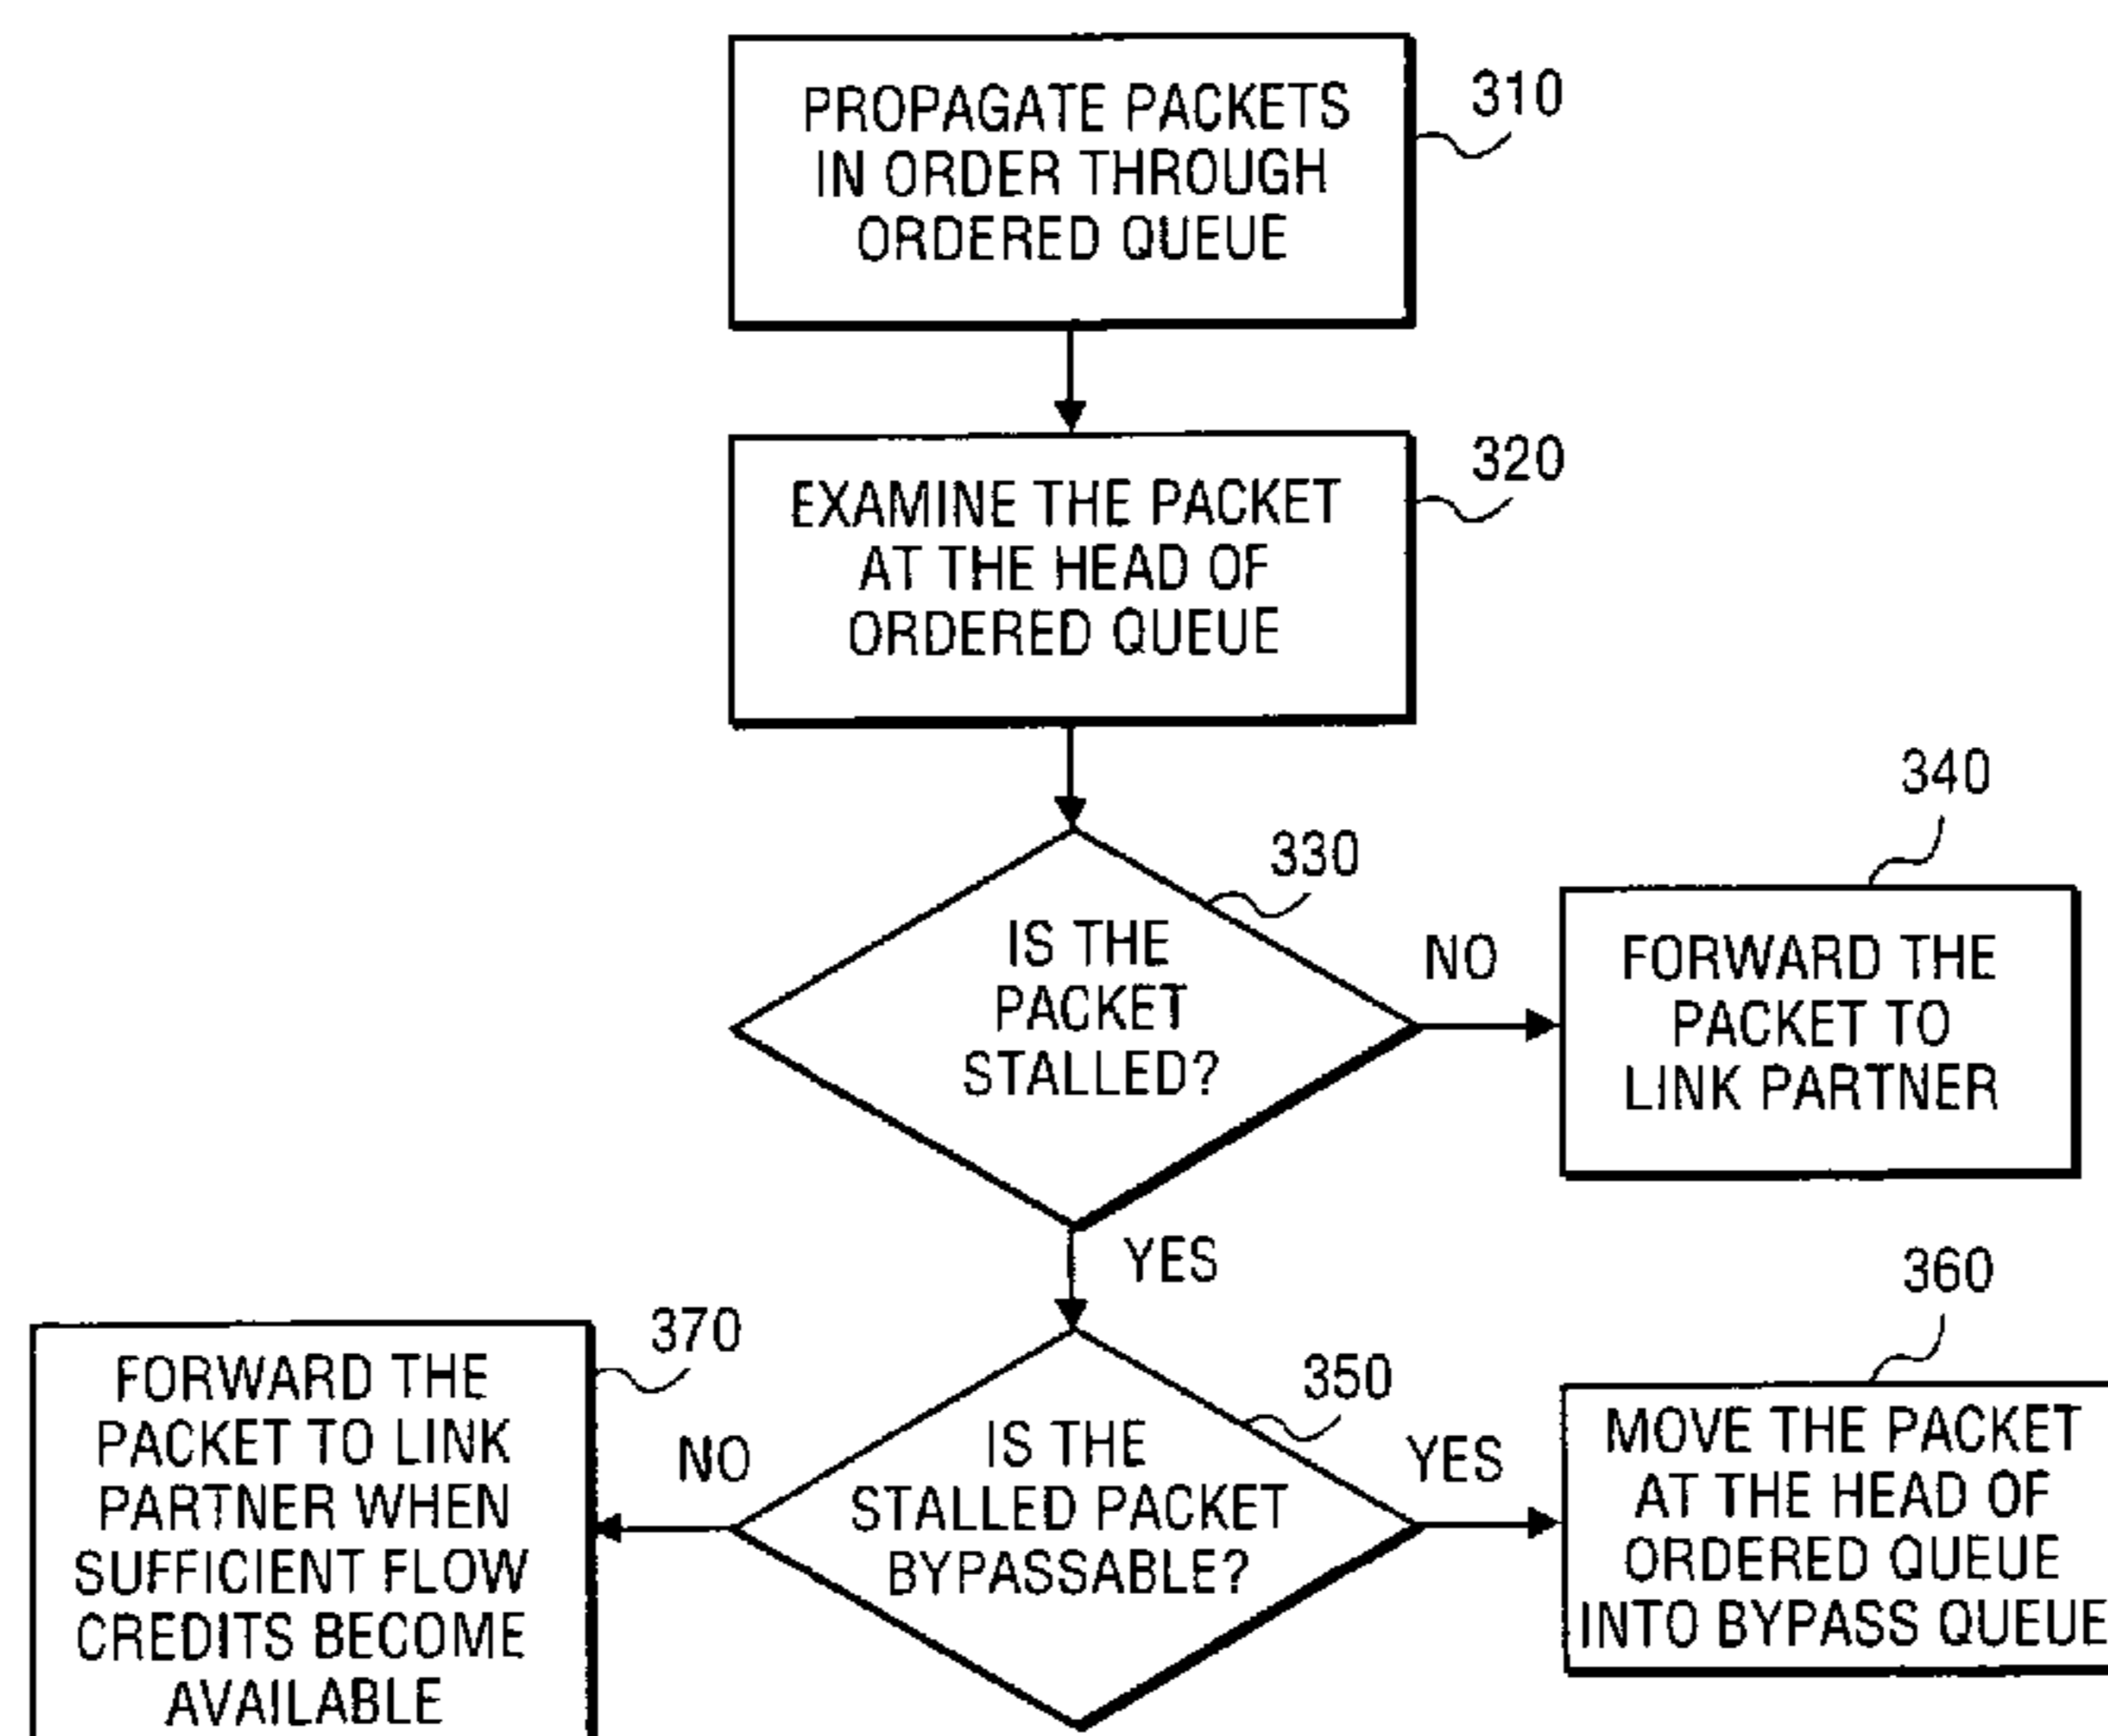 PROPAGATE PACKETS
IN ORDER THROUGH
ORDERED QUEUE
310
EXAMINE THE PACKET
AT THE HEAD OF
ORDERED QUEUE
320
IS THE
PACKET
STALLED?
330
NO
340
FORWARD THE
PACKET TO
LINK PARTNER
YES
370
FORWARD THE
PACKET TO LINK
PARTNER WHEN
SUFFICIENT FLOW
CREDITS BECOME
AVAILABLE
NO
IS THE
STALLED PACKET
BYPASSABLE?
350
YES
360
MOVE THE PACKET
AT THE HEAD OF
ORDERED QUEUE
INTO BYPASS QUEUE